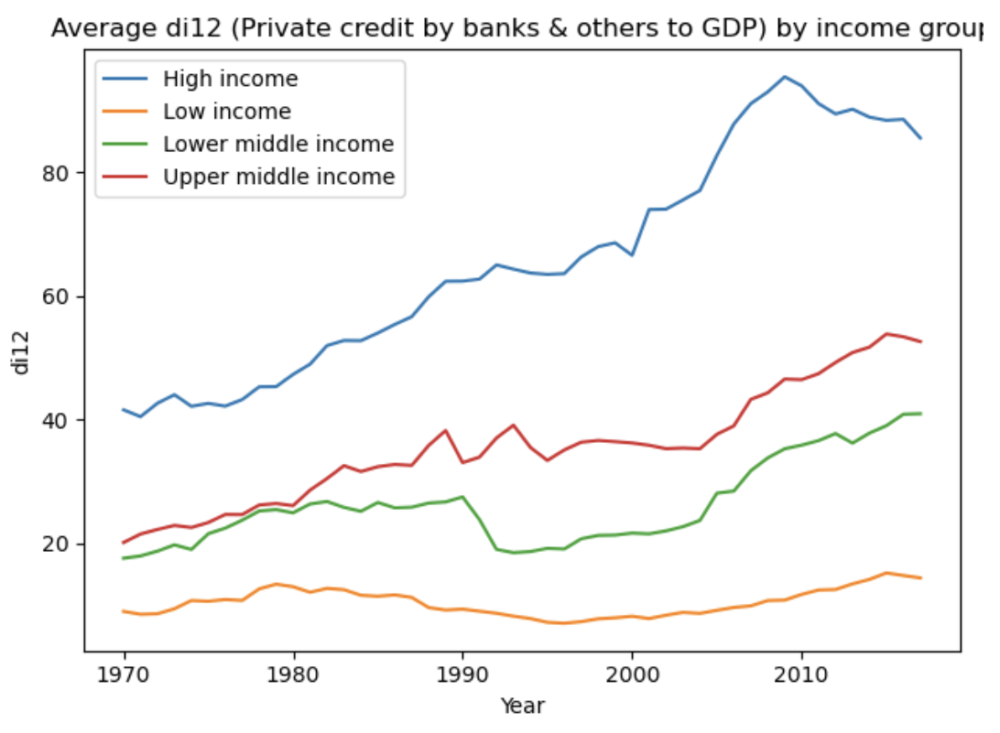 Average di12 (Private credit by banks & others to GDP) by income group
High income
Low income
Lower middle income
Upper middle income
di12
80
60
40
20
1970
1980
1990
2000
2010
Year